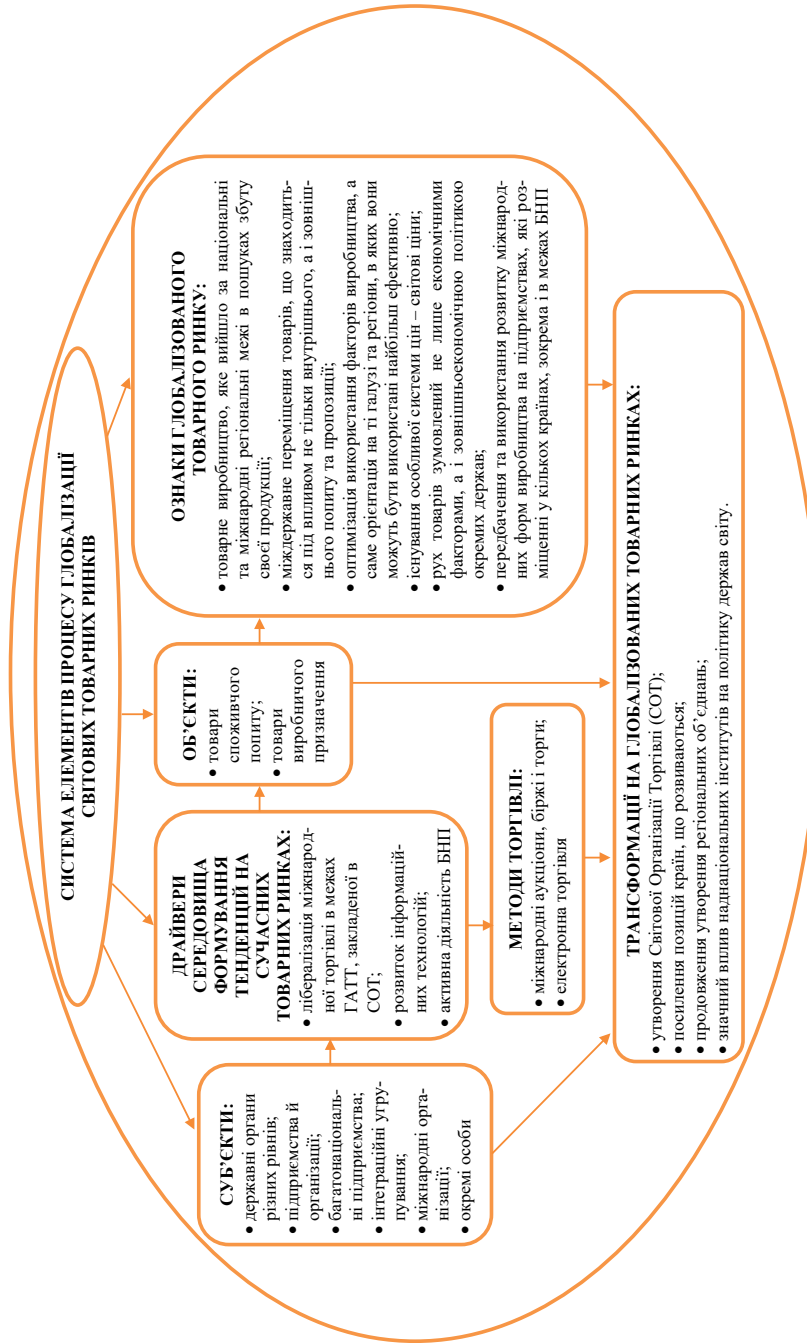 СИСТЕМА ЕЛЕМЕНТІВ ПРОЦЕСУ ГЛОБАЛІЗАЦІЇ
СВІТОВИХ ТОВАРНИХ РИНКІВ
СУБ’ЄКТИ:
• державні органи
різних рівнів;
• підприємства й
організації;
• багатонаціональ-
ні підприємства;
• інтеграційні угру-
пування;
• міжнародні орга-
нізації;
• окремі особи
ДРАЙВЕРИ
СЕРЕДОВИЩА
ФОРМУВАННЯ
ТЕНДЕНЦІЙ НА
СУЧАСНИХ
ТОВАРНИХ РИНКАХ:
• лібералізація міжнарод-
ної торгівлі в межах
ГАТТ, закладеної в
СОТ;
• розвиток інформацій-
них технологій;
• активна діяльність БНП
ОБ’ЄКТИ:
• товари
споживчого
попиту;
• товари
виробничого
призначення
ОЗНАКИ ГЛОБАЛІЗОВАНОГО
ТОВАРНОГО РИНКУ:
• товарне виробництво, яке вийшло за національні
та міжнародні регіональні межі в пошуках збуту
своєї продукції;
• міждержавне переміщення товарів, що знаходить-
ся під впливом не тільки внутрішнього, а і зовніш-
нього попиту та пропозиції;
• оптимізація використання факторів виробництва, а
саме орієнтація на ті галузі та регіони, в яких вони
можуть бути використані найбільш ефективно;
• існування особливої системи цін – світові ціни;
• рух товарів зумовлений не лише економічними
факторами, а і зовнішньоекономічною політикою
окремих держав;
• передбачення та використання розвитку міжнарод-
них форм виробництва на підприємствах, які роз-
міщенні у кількох країнах, зокрема і в межах БНП
МЕТОДИ ТОРГІВЛІ:
• міжнародні аукціони, біржі і торги;
• електронна торгівля
ТРАНСФОРМАЦІЇ НА ГЛОБАЛІЗОВАНИХ ТОВАРНИХ РИНКАХ:
• утворення Світової Організації Торгівлі (СОТ);
• посилення позицій країн, що розвиваються;
• продовження утворення регіональних об’єднань;
• значний вплив наднаціональних інститутів на політику держав світу.